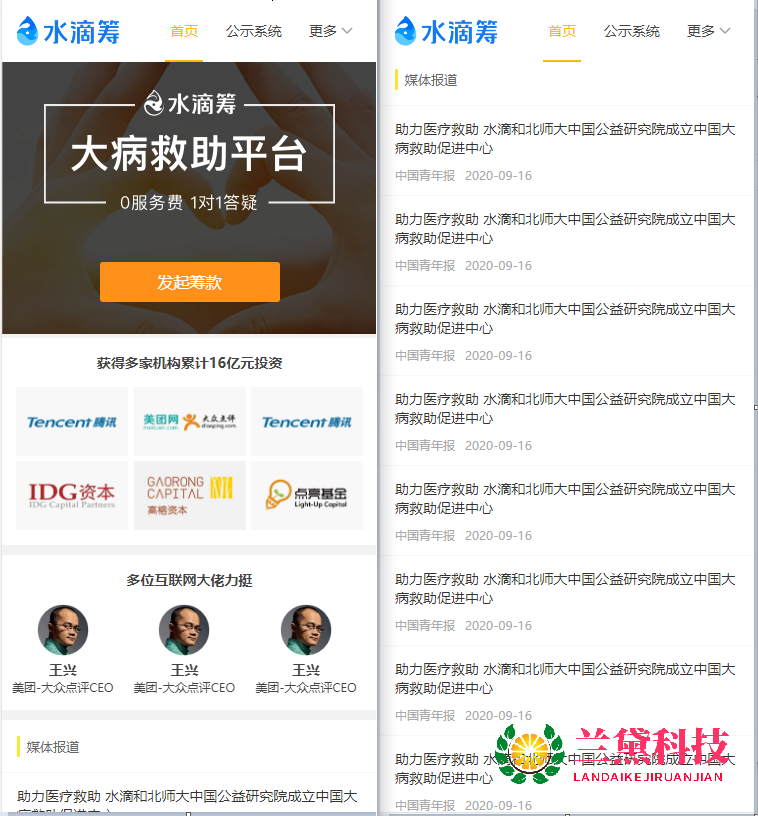 水滴筹
首页 公示系统 更多
水滴筹
大病救助平台
0服务费 1对1答疑
发起筹款
获得多家机构累计16亿元投资
Tencent腾讯
美团网
meituan.com
大众点评
dianping.com
Tencent腾讯
IDG资本
IDG Capital Partners
GAORONG
CAPITAL
高榕资本
点亮基金
Light-Up Capital
多位互联网大佬力挺
王兴 王兴 王兴
美团-大众点评CEO 美团-大众点评CEO 美团-大众点评CEO
媒体报道
助力医疗救助 水滴和北师大中国公益研究院成立中国大
水滴筹
首页 公示系统 更多
媒体报道
助力医疗救助 水滴和北师大中国公益研究院成立中国大
病救助促进中心
中国青年报 2020-09-16
助力医疗救助 水滴和北师大中国公益研究院成立中国大
病救助促进中心
中国青年报 2020-09-16
助力医疗救助 水滴和北师大中国公益研究院成立中国大
病救助促进中心
中国青年报 2020-09-16
助力医疗救助 水滴和北师大中国公益研究院成立中国大
病救助促进中心
中国青年报 2020-09-16
助力医疗救助 水滴和北师大中国公益研究院成立中国大
病救助促进中心
中国青年报 2020-09-16
助力医疗救助 水滴和北师大中国公益研究院成立中国大
病救助促进中心
中国青年报 2020-09-16
助力医疗救助 水滴和北师大中国公益研究院成立中国大
病救助促进中心
中国青年报 2020-09-16
助力医疗救助 水滴和北师大中国公益研究院成立中国大
病救助促进中心
中国青年报 2020-09-16
兰黛科技
LANDAIKEJIRUANJIAN